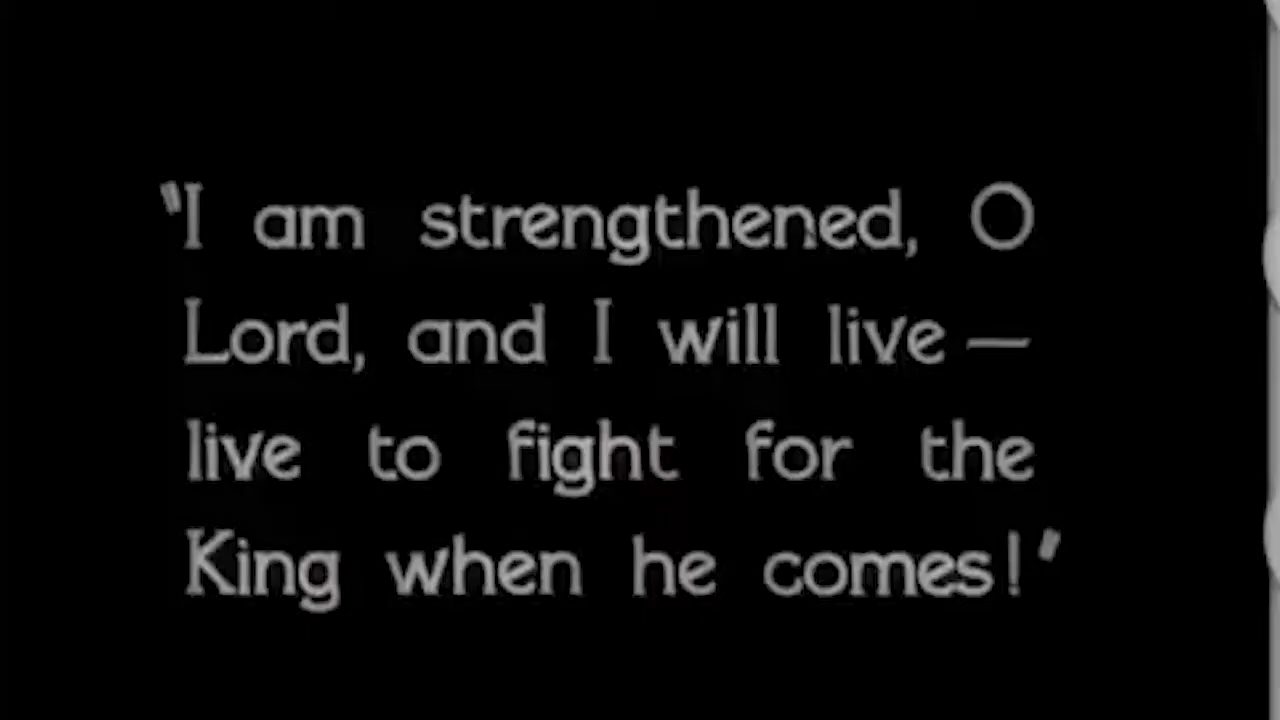 "I am strengthened, O
Lord, and I will live—
live to fight for the
King when he comes!"